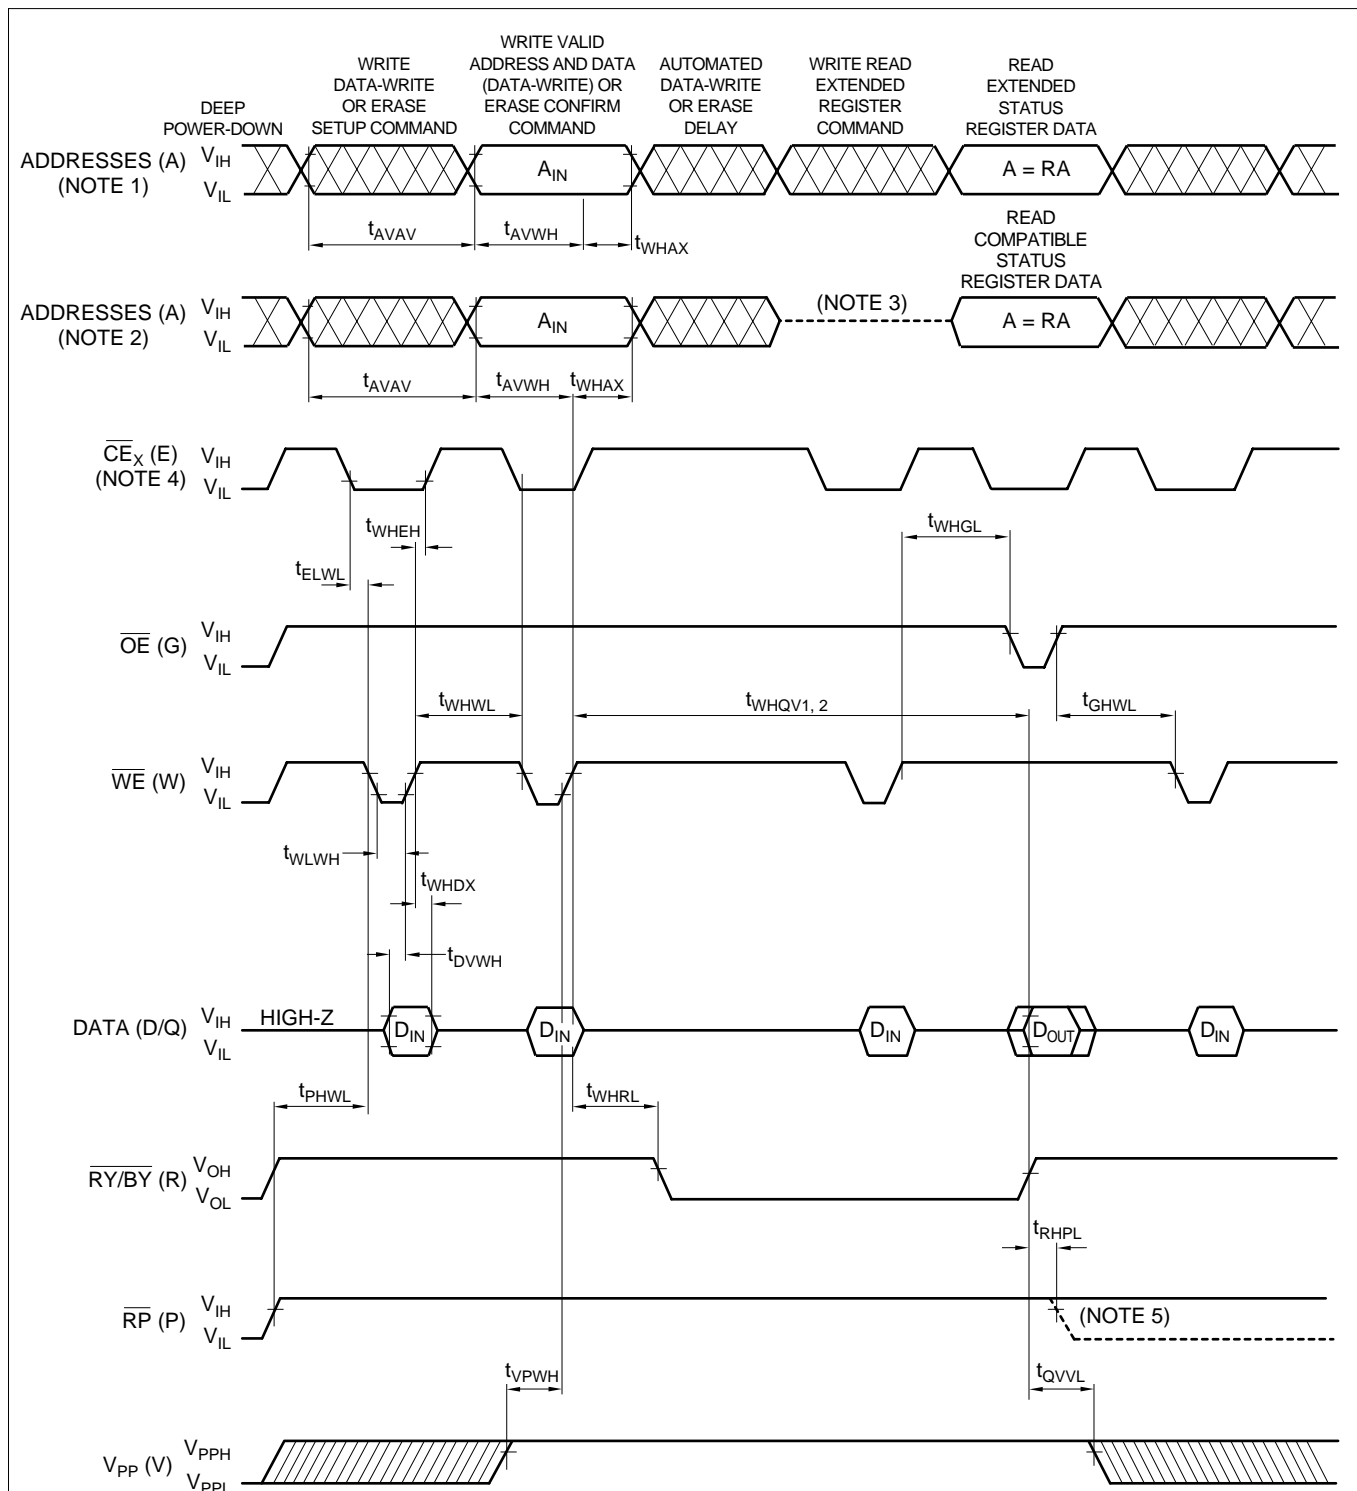 DEEP
POWER-DOWN
WRITE
DATA-WRITE
OR ERASE
SETUP COMMAND
WRITE VALID
ADDRESS AND DATA
(DATA-WRITE) OR
ERASE CONFIRM
COMMAND
AUTOMATED
DATA-WRITE
OR ERASE
DELAY
WRITE READ
EXTENDED
REGISTER
COMMAND
READ
EXTENDED
STATUS
REGISTER DATA
ADDRESSES (A)
(NOTE 1)
VIH
VIL
AIN
A = RA
tAVAV
tAVWH
tWHAX
READ
COMPATIBLE
STATUS
REGISTER DATA
ADDRESSES (A)
(NOTE 2)
VIH
VIL
AIN
(NOTE 3)
A = RA
tAVAV
tAVWH
tWHAX
CEX (E)
(NOTE 4)
VIH
VIL
tWHEH
tWHGL
tELWL
OE (G)
VIH
VIL
tWHWL
tWHQV1, 2
tGHWL
WE (W)
VIH
VIL
tWLWH
tWHDX
tDVWH
DATA (D/Q)
VIH
VIL
HIGH-Z
DIN
DIN
DIN
DOUT
DIN
tPHWL
tWHRL
RY/BY (R)
VOH
VOL
tRHPL
RP (P)
VIH
VIL
(NOTE 5)
tVPWH
tQVVL
VPP (V)
VPPH
VPPL